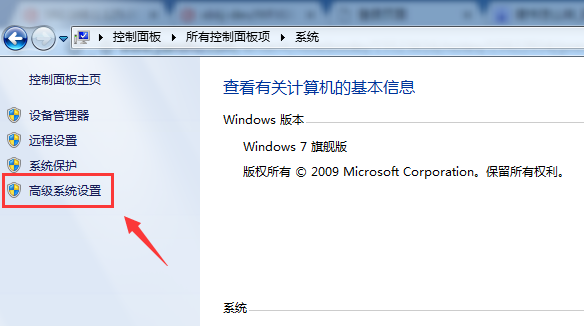 控制面板 ▸ 所有控制面板项 ▸ 系统
控制面板主页
设备管理器
远程设置
系统保护
高级系统设置
查看有关计算机的基本信息
Windows 版本
Windows 7 旗舰版
版权所有 © 2009 Microsoft Corporation。保留所有权利。
系统